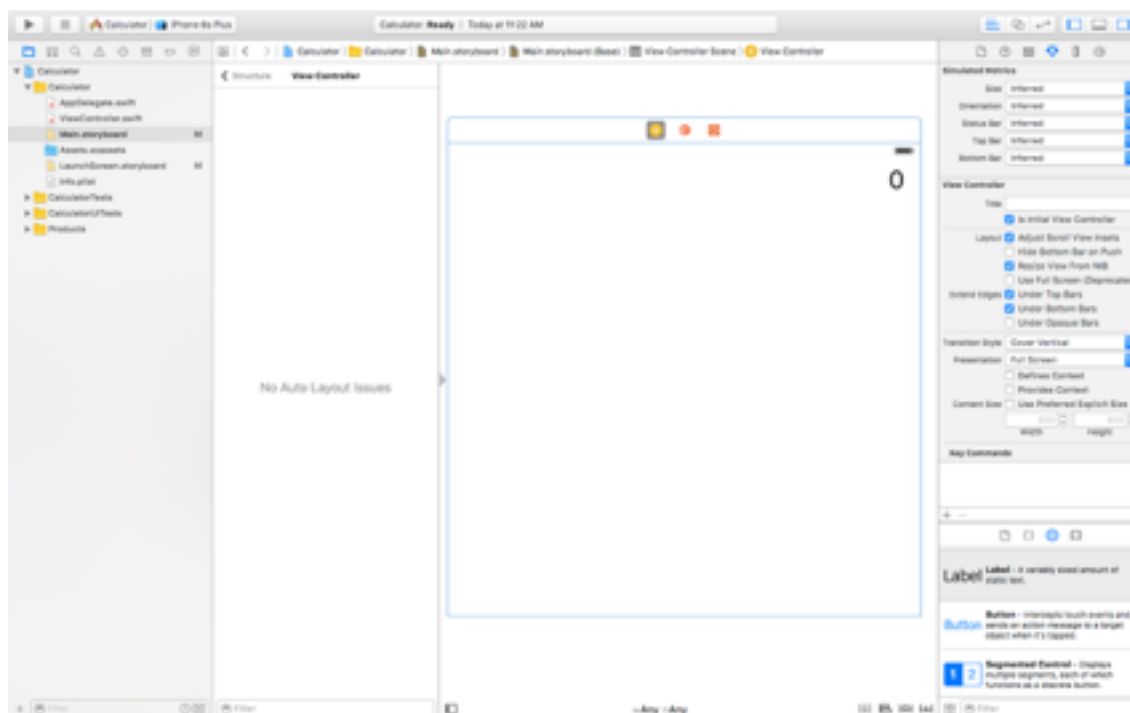 Calculator iPhone 6s Plus
Calculator: Ready | Today at 11:22 AM
Calculator Calculator Main.storyboard Main.storyboard (Base) View Controller Scene View Controller
Calculator
Calculator
AppDelegate.swift
ViewController.swift
Main.storyboard M
Assets.xcassets
LaunchScreen.storyboard M
Info.plist
CalculatorTests
CalculatorUITests
Products
Filter
Structure View Controller
No Auto Layout Issues
Filter
0
Any Any
Simulated Metrics
Size Inferred
Orientation Inferred
Status Bar Inferred
Top Bar Inferred
Bottom Bar Inferred
View Controller
Title
Is Initial View Controller
Layout Adjust Scroll View Insets
Hide Bottom Bar on Push
Resize View From NIB
Use Full Screen (Deprecated
Extend Edges Under Top Bars
Under Bottom Bars
Under Opaque Bars
Transition Style Cover Vertical
Presentation Full Screen
Defines Context
Provides Context
Content Size Use Preferred Explicit Size
Width Height
Key Commands
Label Label - A variably sized amount of
static text.
Button Button - Intercepts touch events and
sends an action message to a target
object when it's tapped.
1 2 Segmented Control - Displays
multiple segments, each of which
functions as a discrete button.
Filter